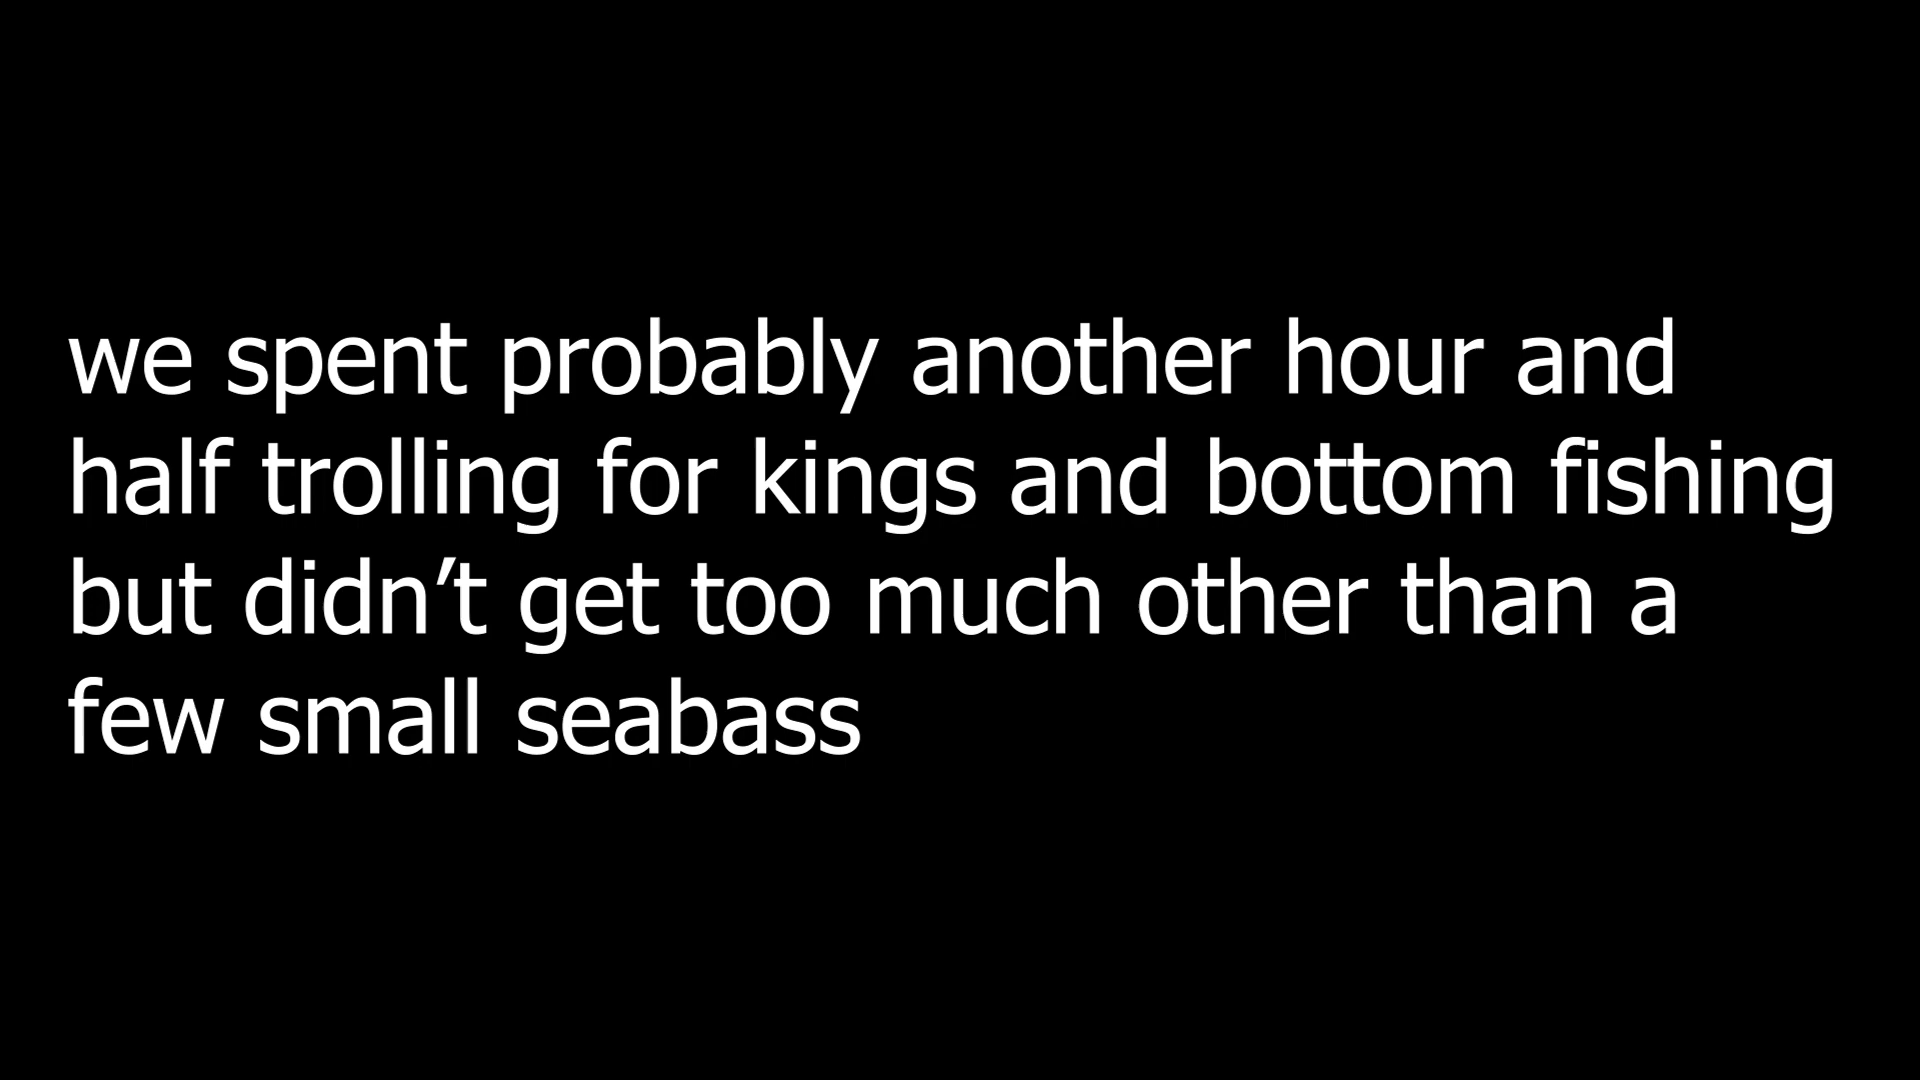 we spent probably another hour and
half trolling for kings and bottom fishing
but didn’t get too much other than a
few small seabass